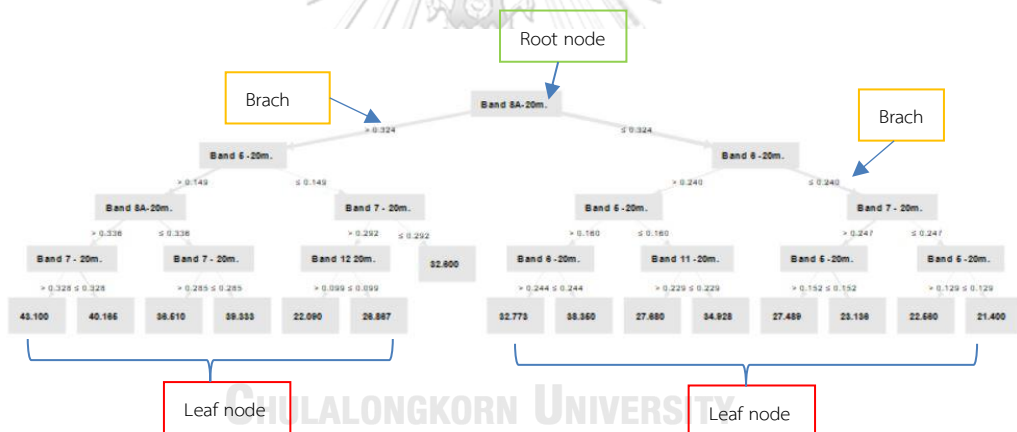 Root node
Brach
Brach
Band 8A-20m.
> 0.324
≤ 0.324
Band 5 -20m.
Band 6 -20m.
> 0.149
≤ 0.149
> 0.240
≤ 0.240
Band 8A-20m.
Band 7 - 20m.
Band 5 -20m.
Band 7 - 20m.
> 0.336
≤ 0.336
> 0.292
≤ 0.292
> 0.160
≤ 0.160
> 0.247
≤ 0.247
Band 7 - 20m.
Band 7 - 20m.
Band 12 20m.
32.600
Band 6 -20m.
Band 11 -20m.
Band 5 -20m.
Band 5 -20m.
> 0.328 ≤ 0.328
> 0.285 ≤ 0.285
> 0.099 ≤ 0.099
> 0.244 ≤ 0.244
> 0.229 ≤ 0.229
> 0.152 ≤ 0.152
> 0.129 ≤ 0.129
43.100
40.165
36.510
39.333
22.090
26.867
32.773
38.350
27.680
34.928
27.489
23.136
22.560
21.400
Leaf node
Leaf node
CHULALONGKORN UNIVERSITY